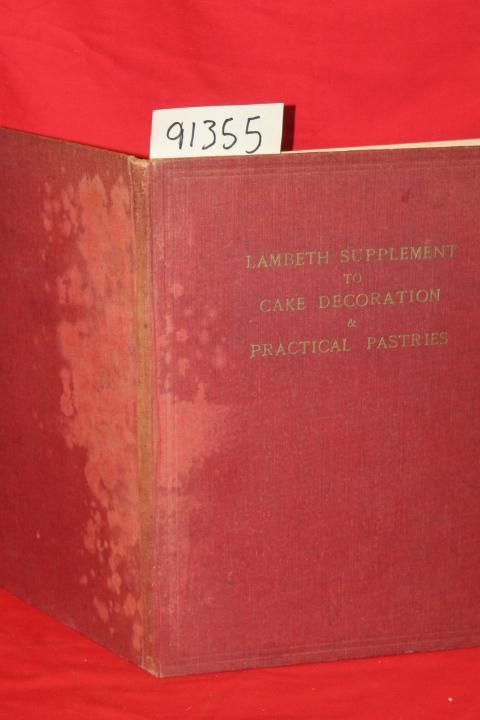 91355
LAMBETH SUPPLEMENT
TO
CAKE DECORATION
&
PRACTICAL PASTRIES